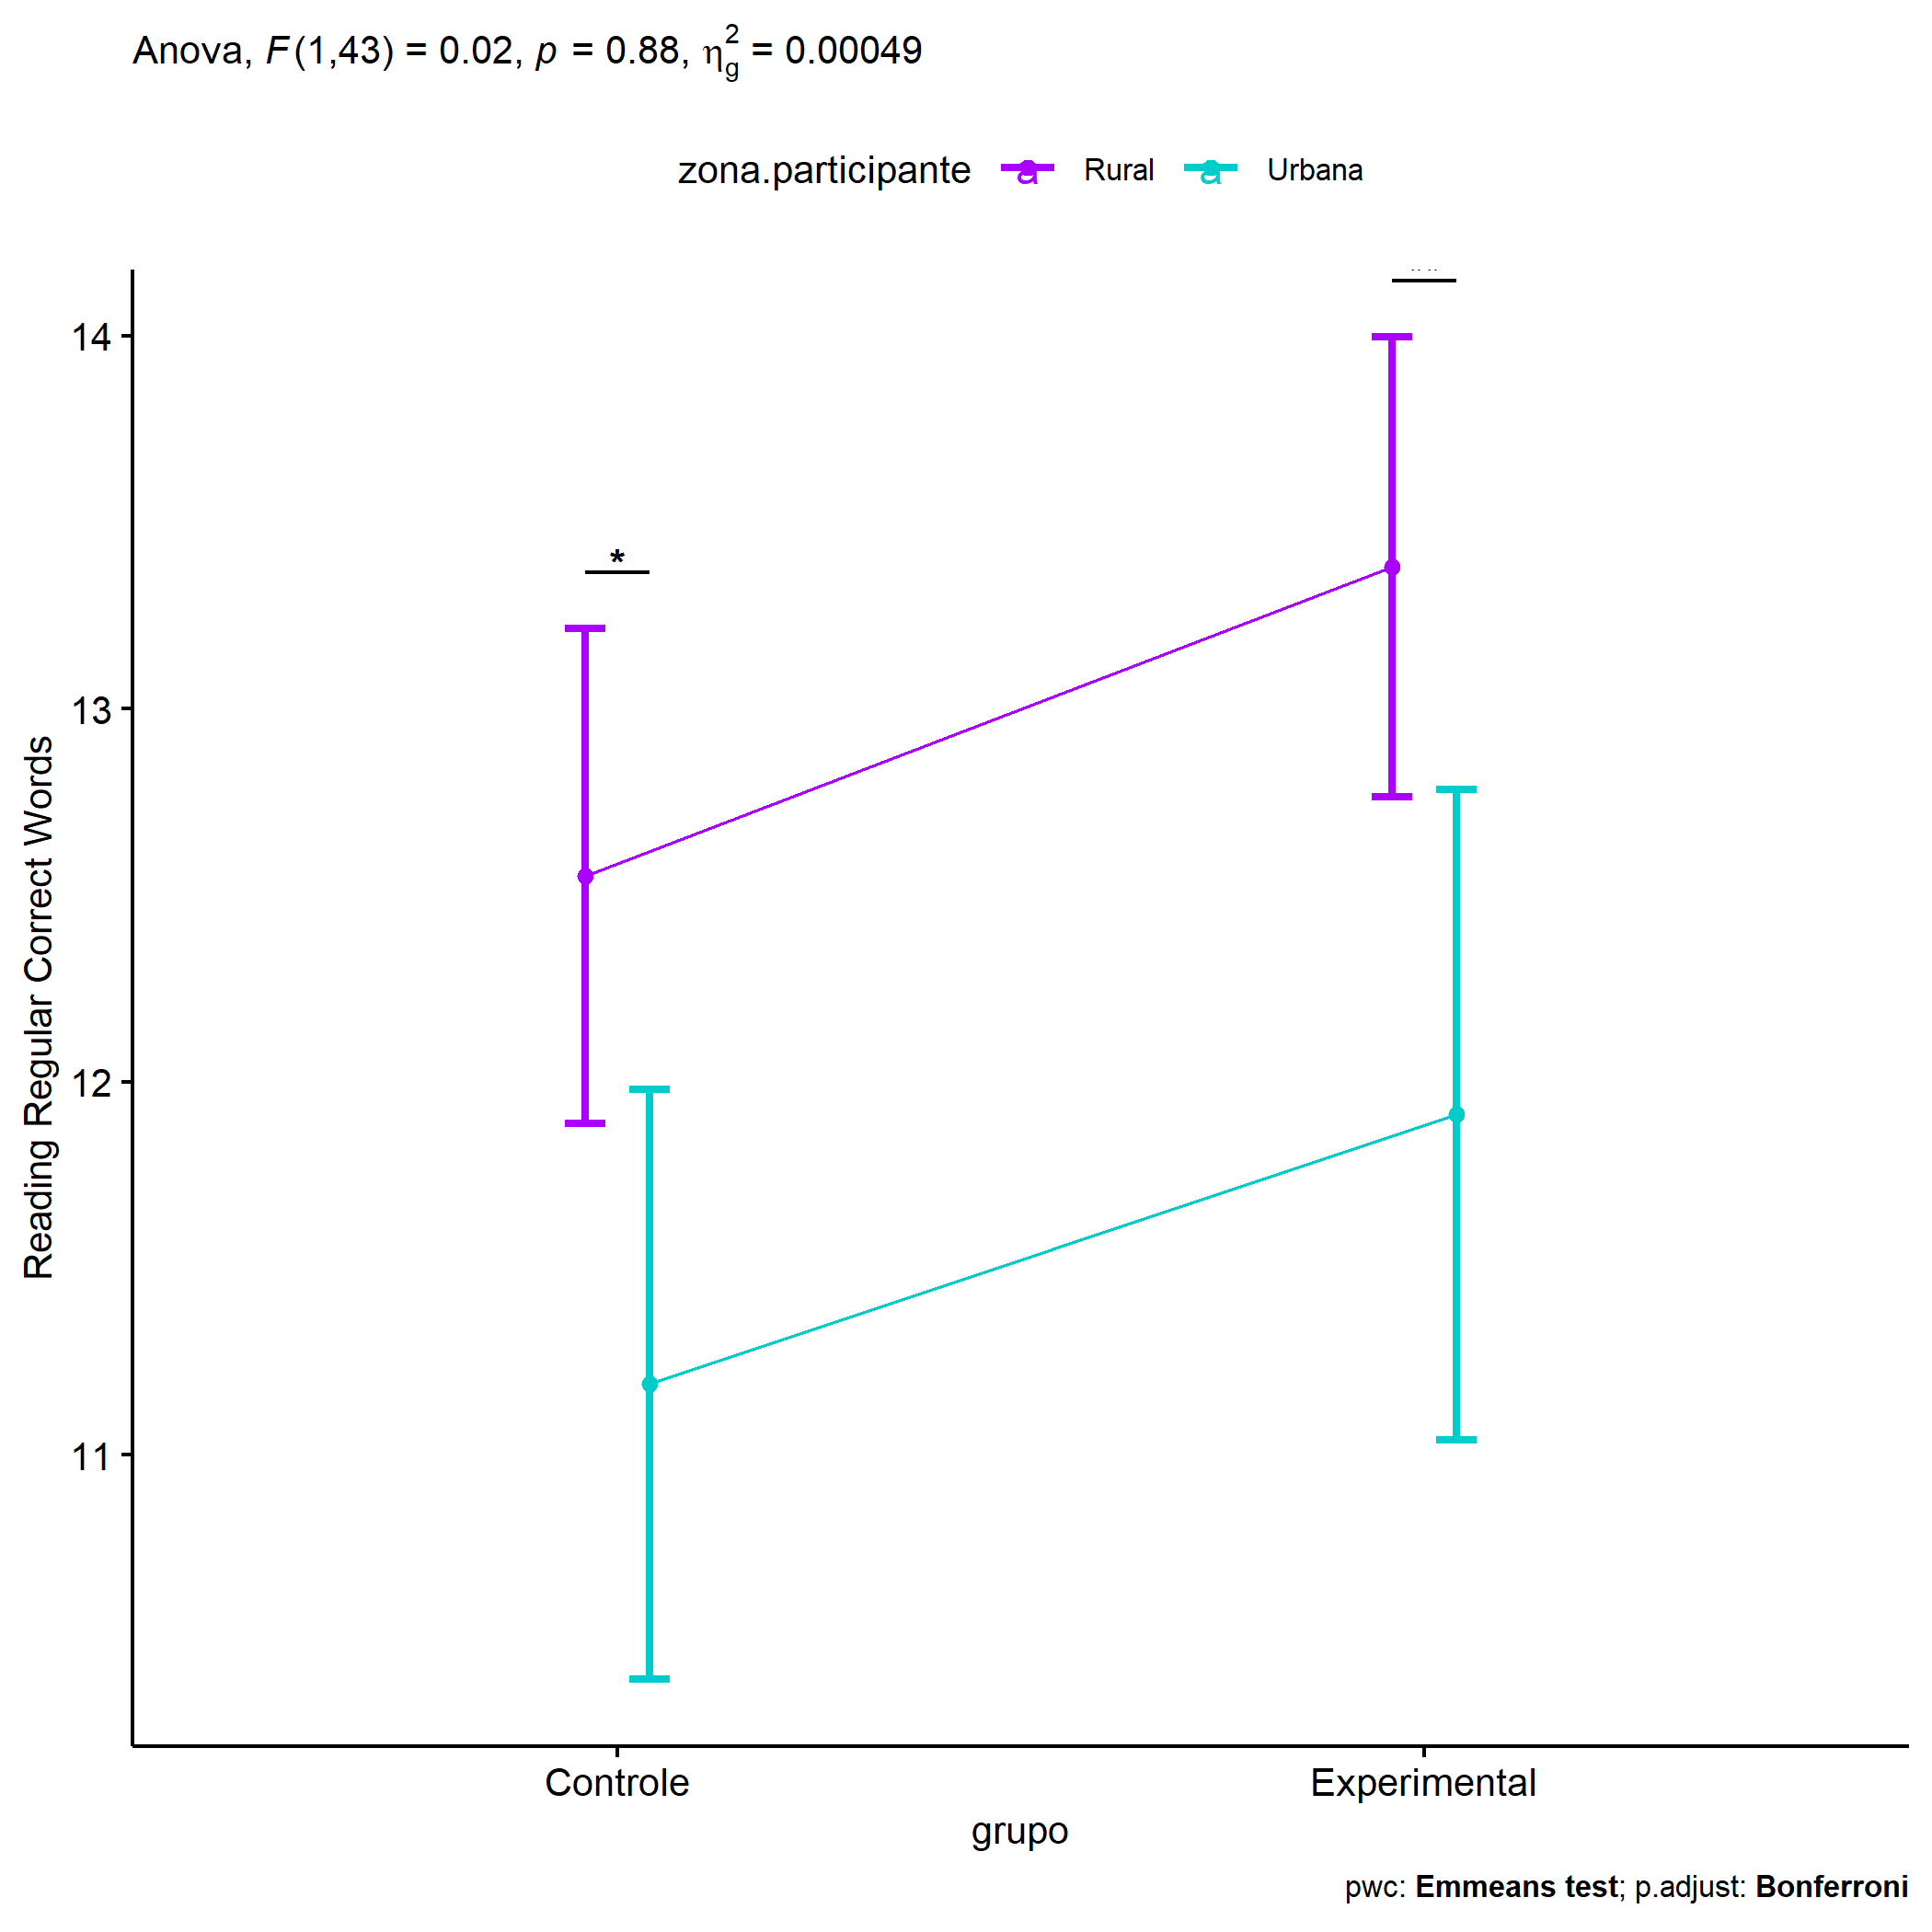 Anova, F(1,43) = 0.02, p = 0.88, η²g = 0.00049
zona.participante a Rural a Urbana
14
*
13
12
11
Reading Regular Correct Words
Controle Experimental
grupo
pwc: Emmeans test; p.adjust: Bonferroni